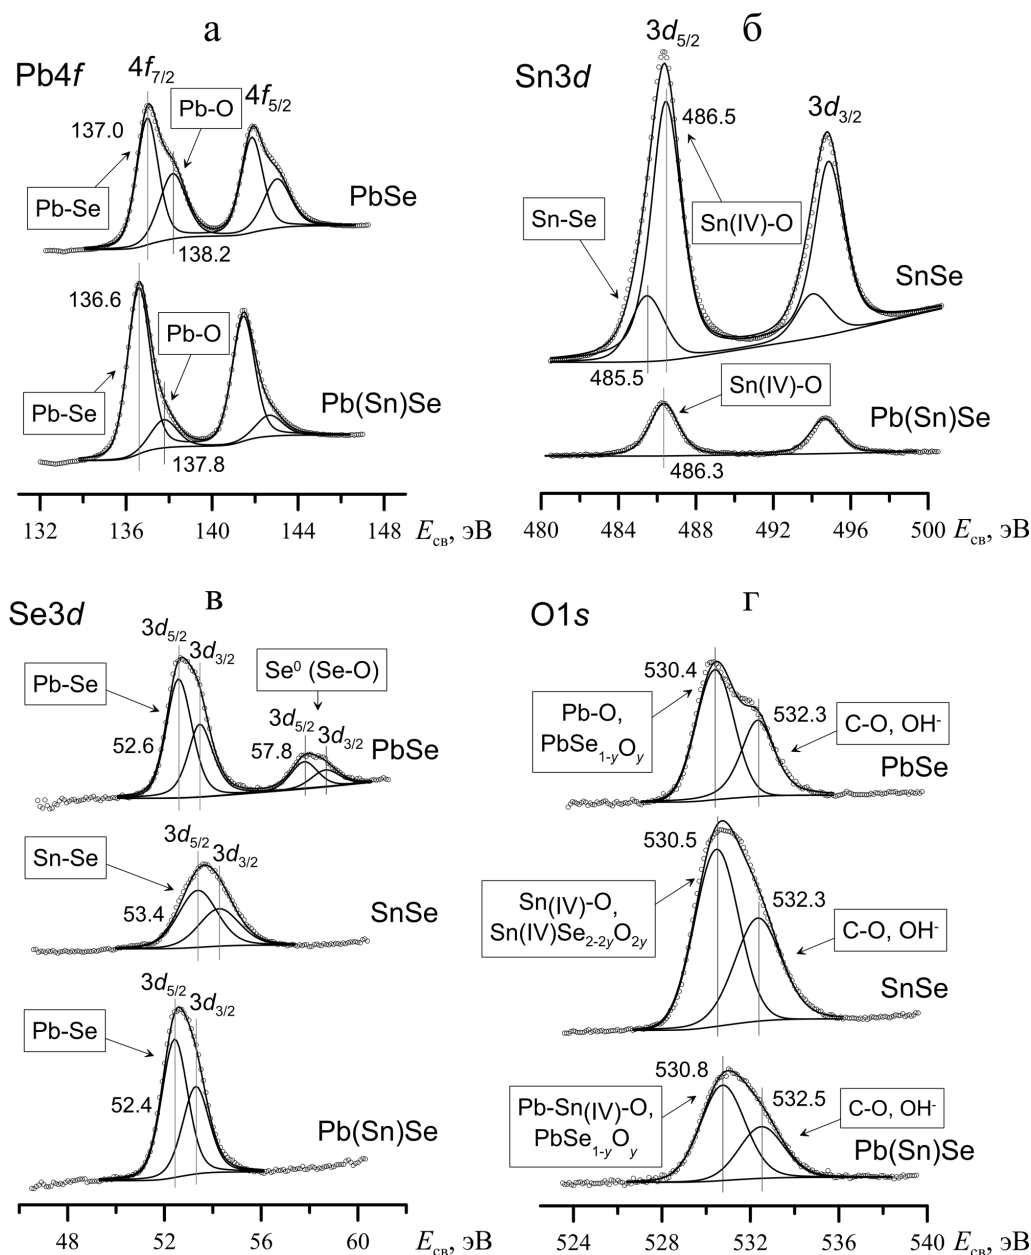 а
Pb4f
4f7/2
4f5/2
Pb-O
137.0
Pb-Se
PbSe
138.2
136.6
Pb-O
Pb-Se
Pb(Sn)Se
137.8
132 136 140 144 148 Eсв, эВ
б
Sn3d
3d5/2
3d3/2
486.5
Sn-Se
Sn(IV)-O
SnSe
485.5
Sn(IV)-O
Pb(Sn)Se
486.3
480 484 488 492 496 500 Eсв, эВ
в
Se3d
3d5/2
3d3/2
Pb-Se
Se⁰ (Se-O)
3d5/2
3d3/2
52.6
57.8
PbSe
3d5/2
3d3/2
Sn-Se
53.4
SnSe
3d5/2
3d3/2
Pb-Se
52.4
Pb(Sn)Se
48 52 56 60 Eсв, эВ
г
O1s
530.4
Pb-O,
PbSe1-yOy
532.3
C-O, OH⁻
PbSe
530.5
Sn(IV)-O,
Sn(IV)Se2-2yO2y
532.3
C-O, OH⁻
SnSe
530.8
Pb-Sn(IV)-O,
PbSe1-yOy
532.5
C-O, OH⁻
Pb(Sn)Se
524 528 532 536 540 Eсв, эВ